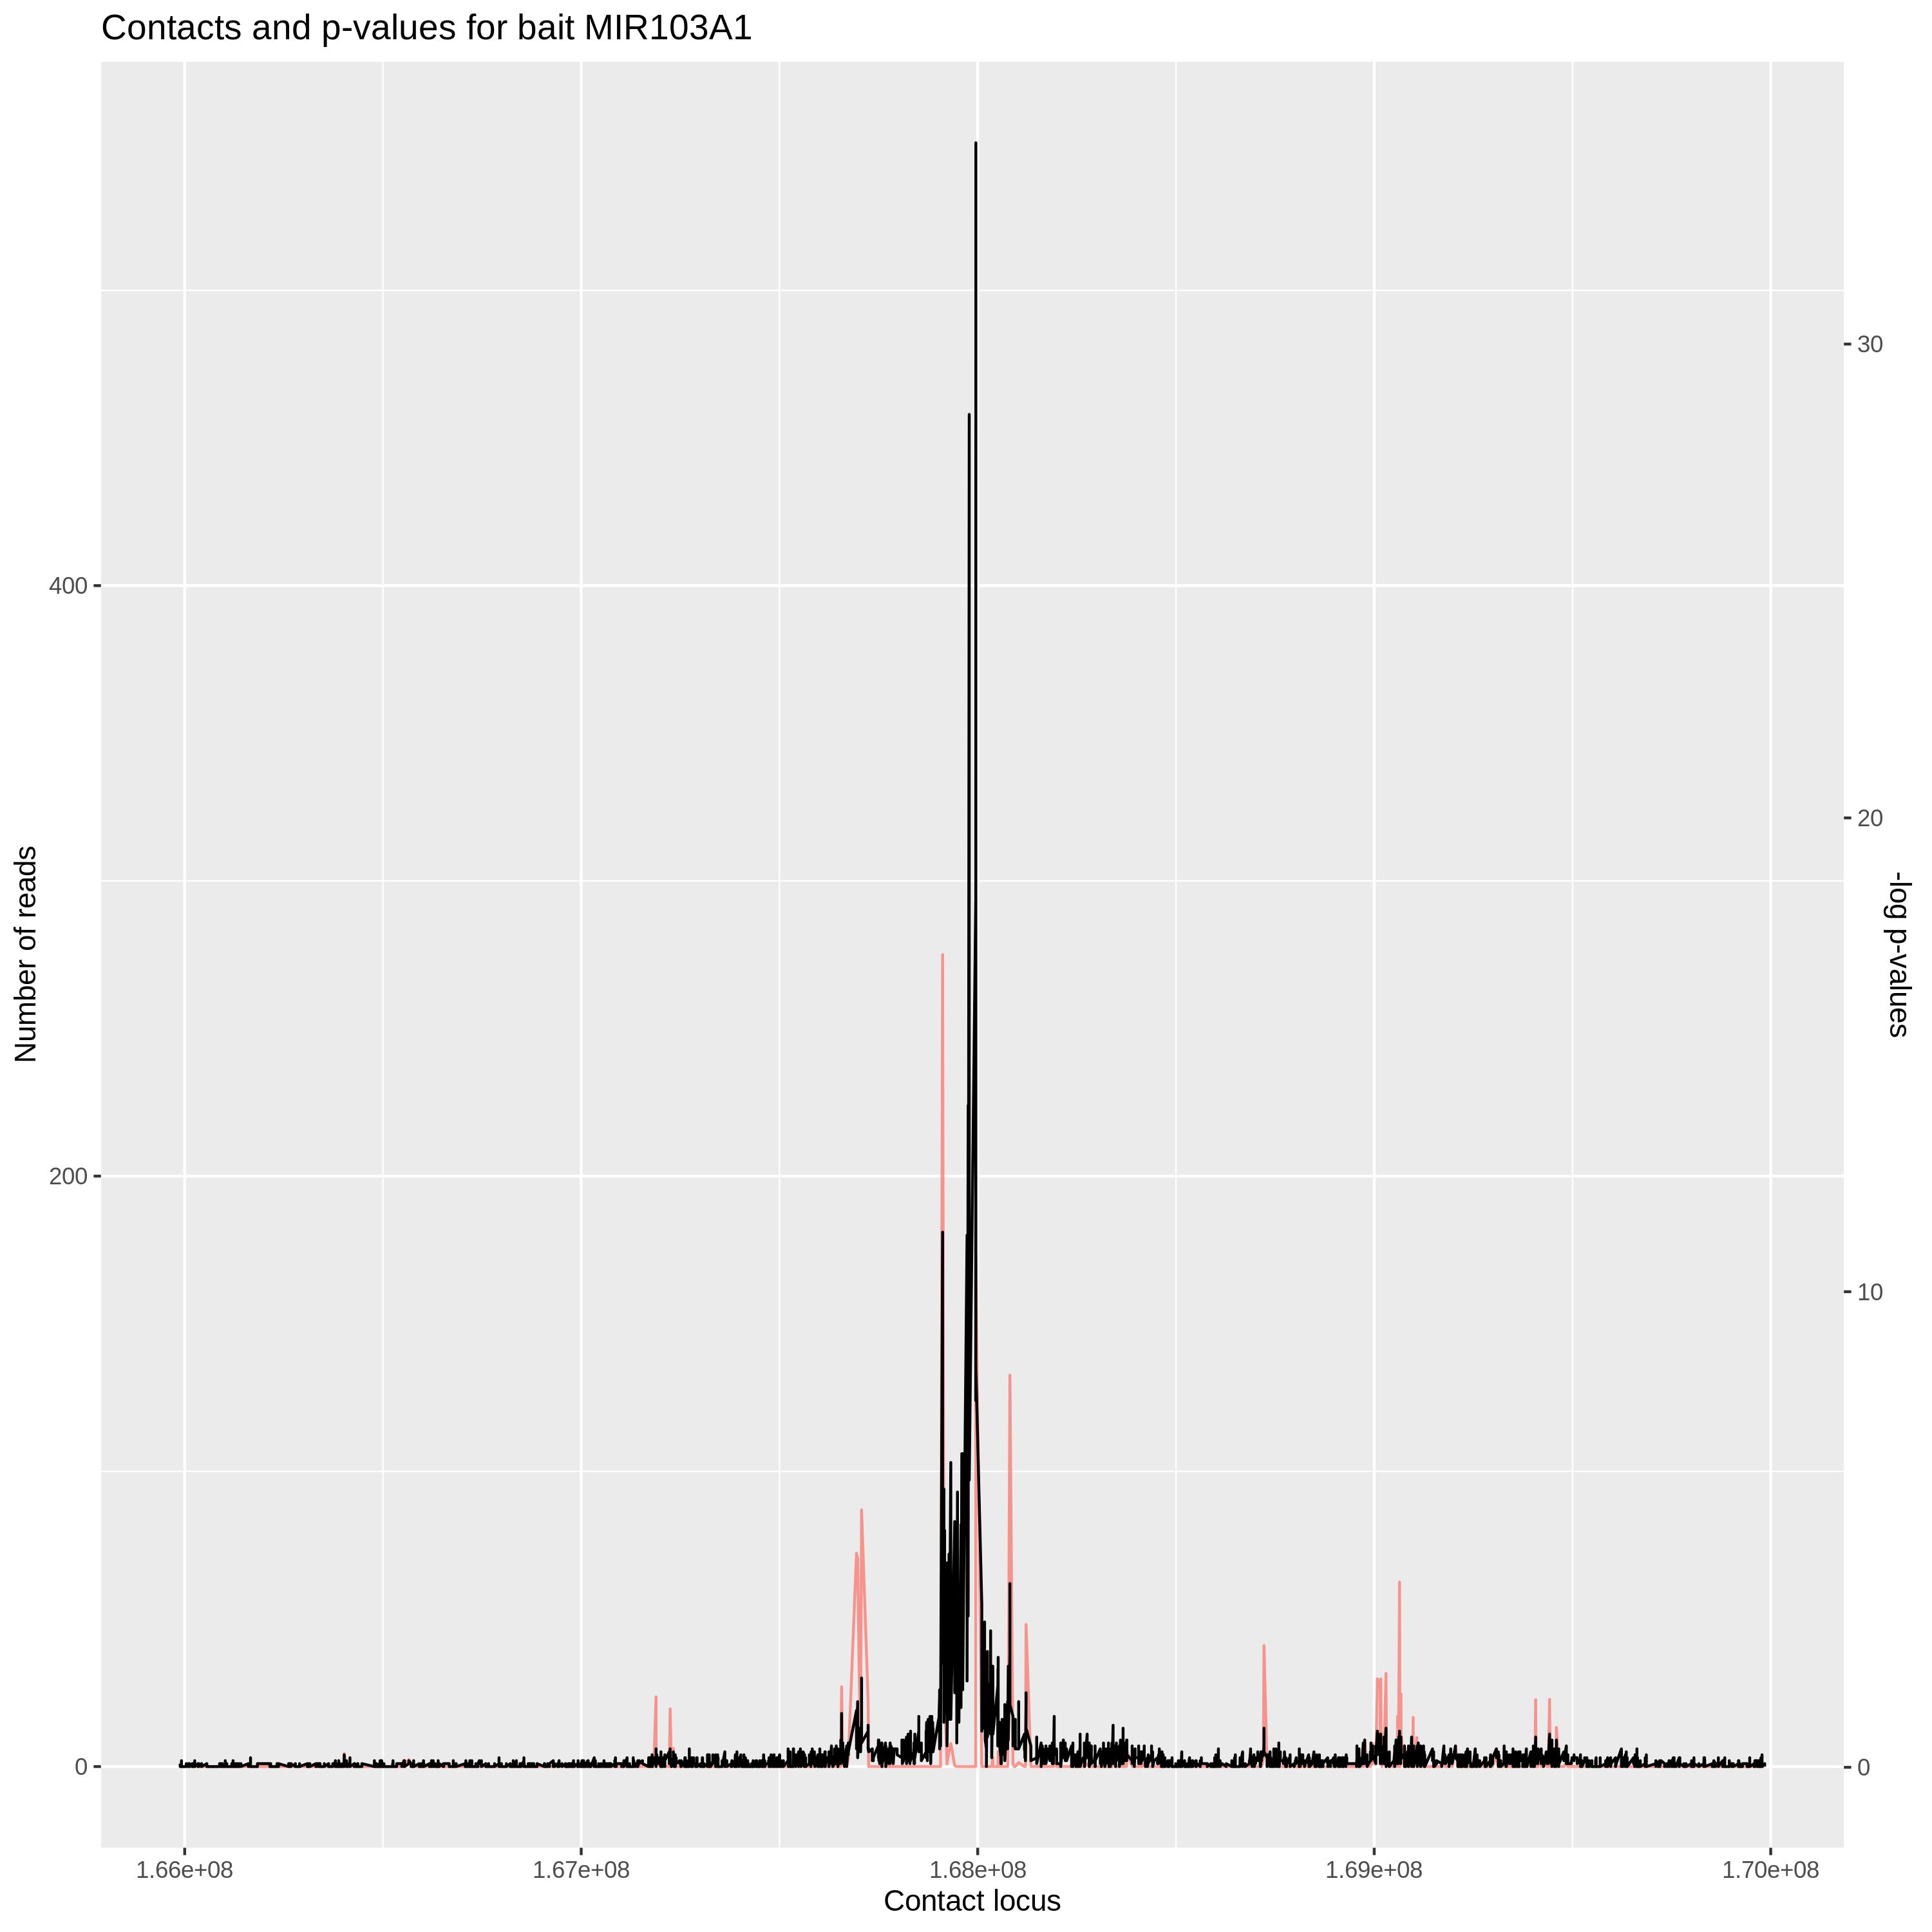 Contacts and p-values for bait MIR103A1
Number of reads
400
200
0
30
20
10
0
-log p-values
1.66e+08 1.67e+08 1.68e+08 1.69e+08 1.70e+08
Contact locus